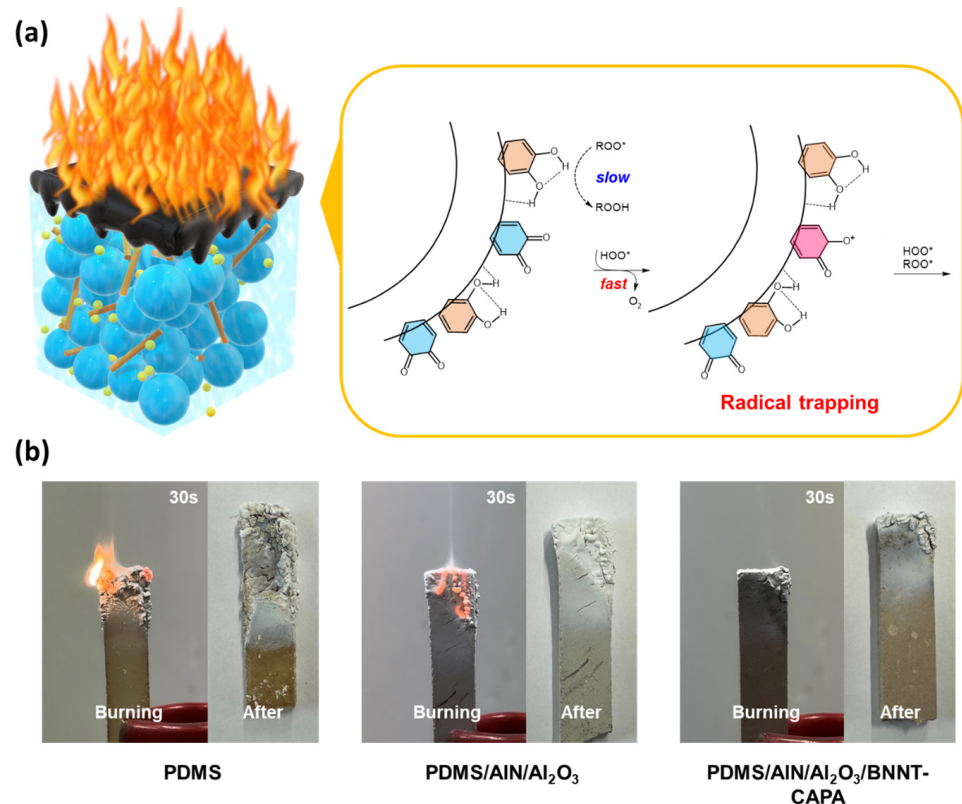 (a)
ROO*
slow
ROOH
HOO*
fast
O₂
O
H
O
H
O
O
O
H
O
H
O
O
Radical trapping
O
H
O
H
O*
O
O
H
O
H
O
O
HOO*
ROO*
(b)
30s
Burning
After
PDMS
30s
Burning
After
PDMS/AlN/Al₂O₃
30s
Burning
After
PDMS/AlN/Al₂O₃/BNNT-
CAPA